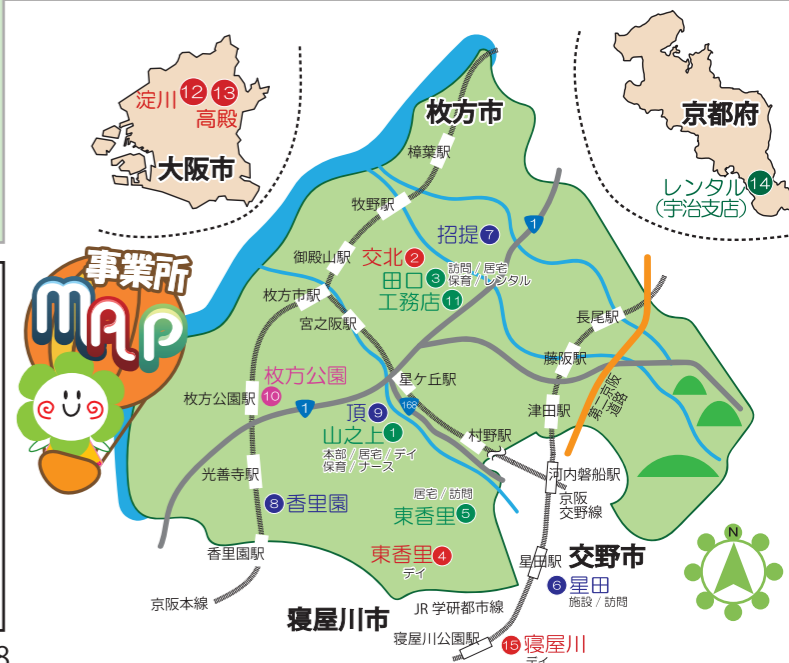 淀川 12 13
高殿
大阪市
枚方市
京都府
レンタル 14
(宇治支店)
事業所
MAP
樟葉駅
牧野駅
招提 7
1
御殿山駅
交北 2
田口 3 訪問 / 居宅
保育 / レンタル
工務店 11
枚方市駅
宮之阪駅
長尾駅
藤阪駅
枚方公園
10
枚方公園駅
星ケ丘駅
168
1
頂 9
山之上 1
本部 / 居宅 / デイ
保育 / ナース
津田駅
第二京阪
道路
村野駅
光善寺駅
河内磐船駅
京阪
交野線
8 香里園
居宅 / 訪問
東香里 5
香里園駅
東香里 4
デイ
星田駅
交野市
6 星田
施設 / 訪問
N
京阪本線
寝屋川市
JR 学研都市線
寝屋川公園駅
15 寝屋川
デイ
8